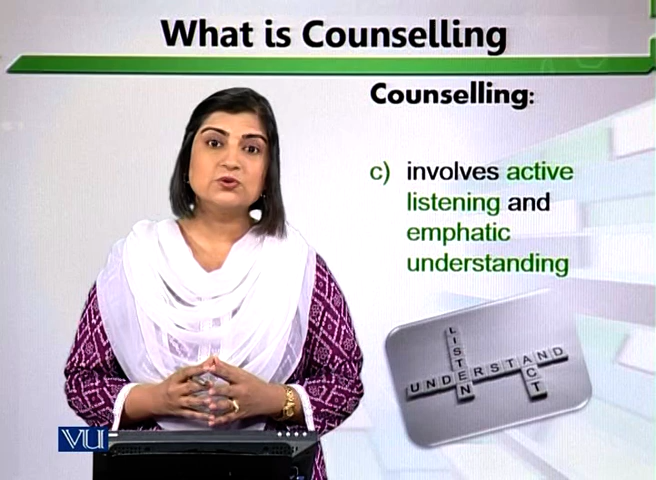 What is Counselling
Counselling:
c) involves active
listening and
emphatic
understanding
LISTEN
UNDERSTAND
ACT
VU